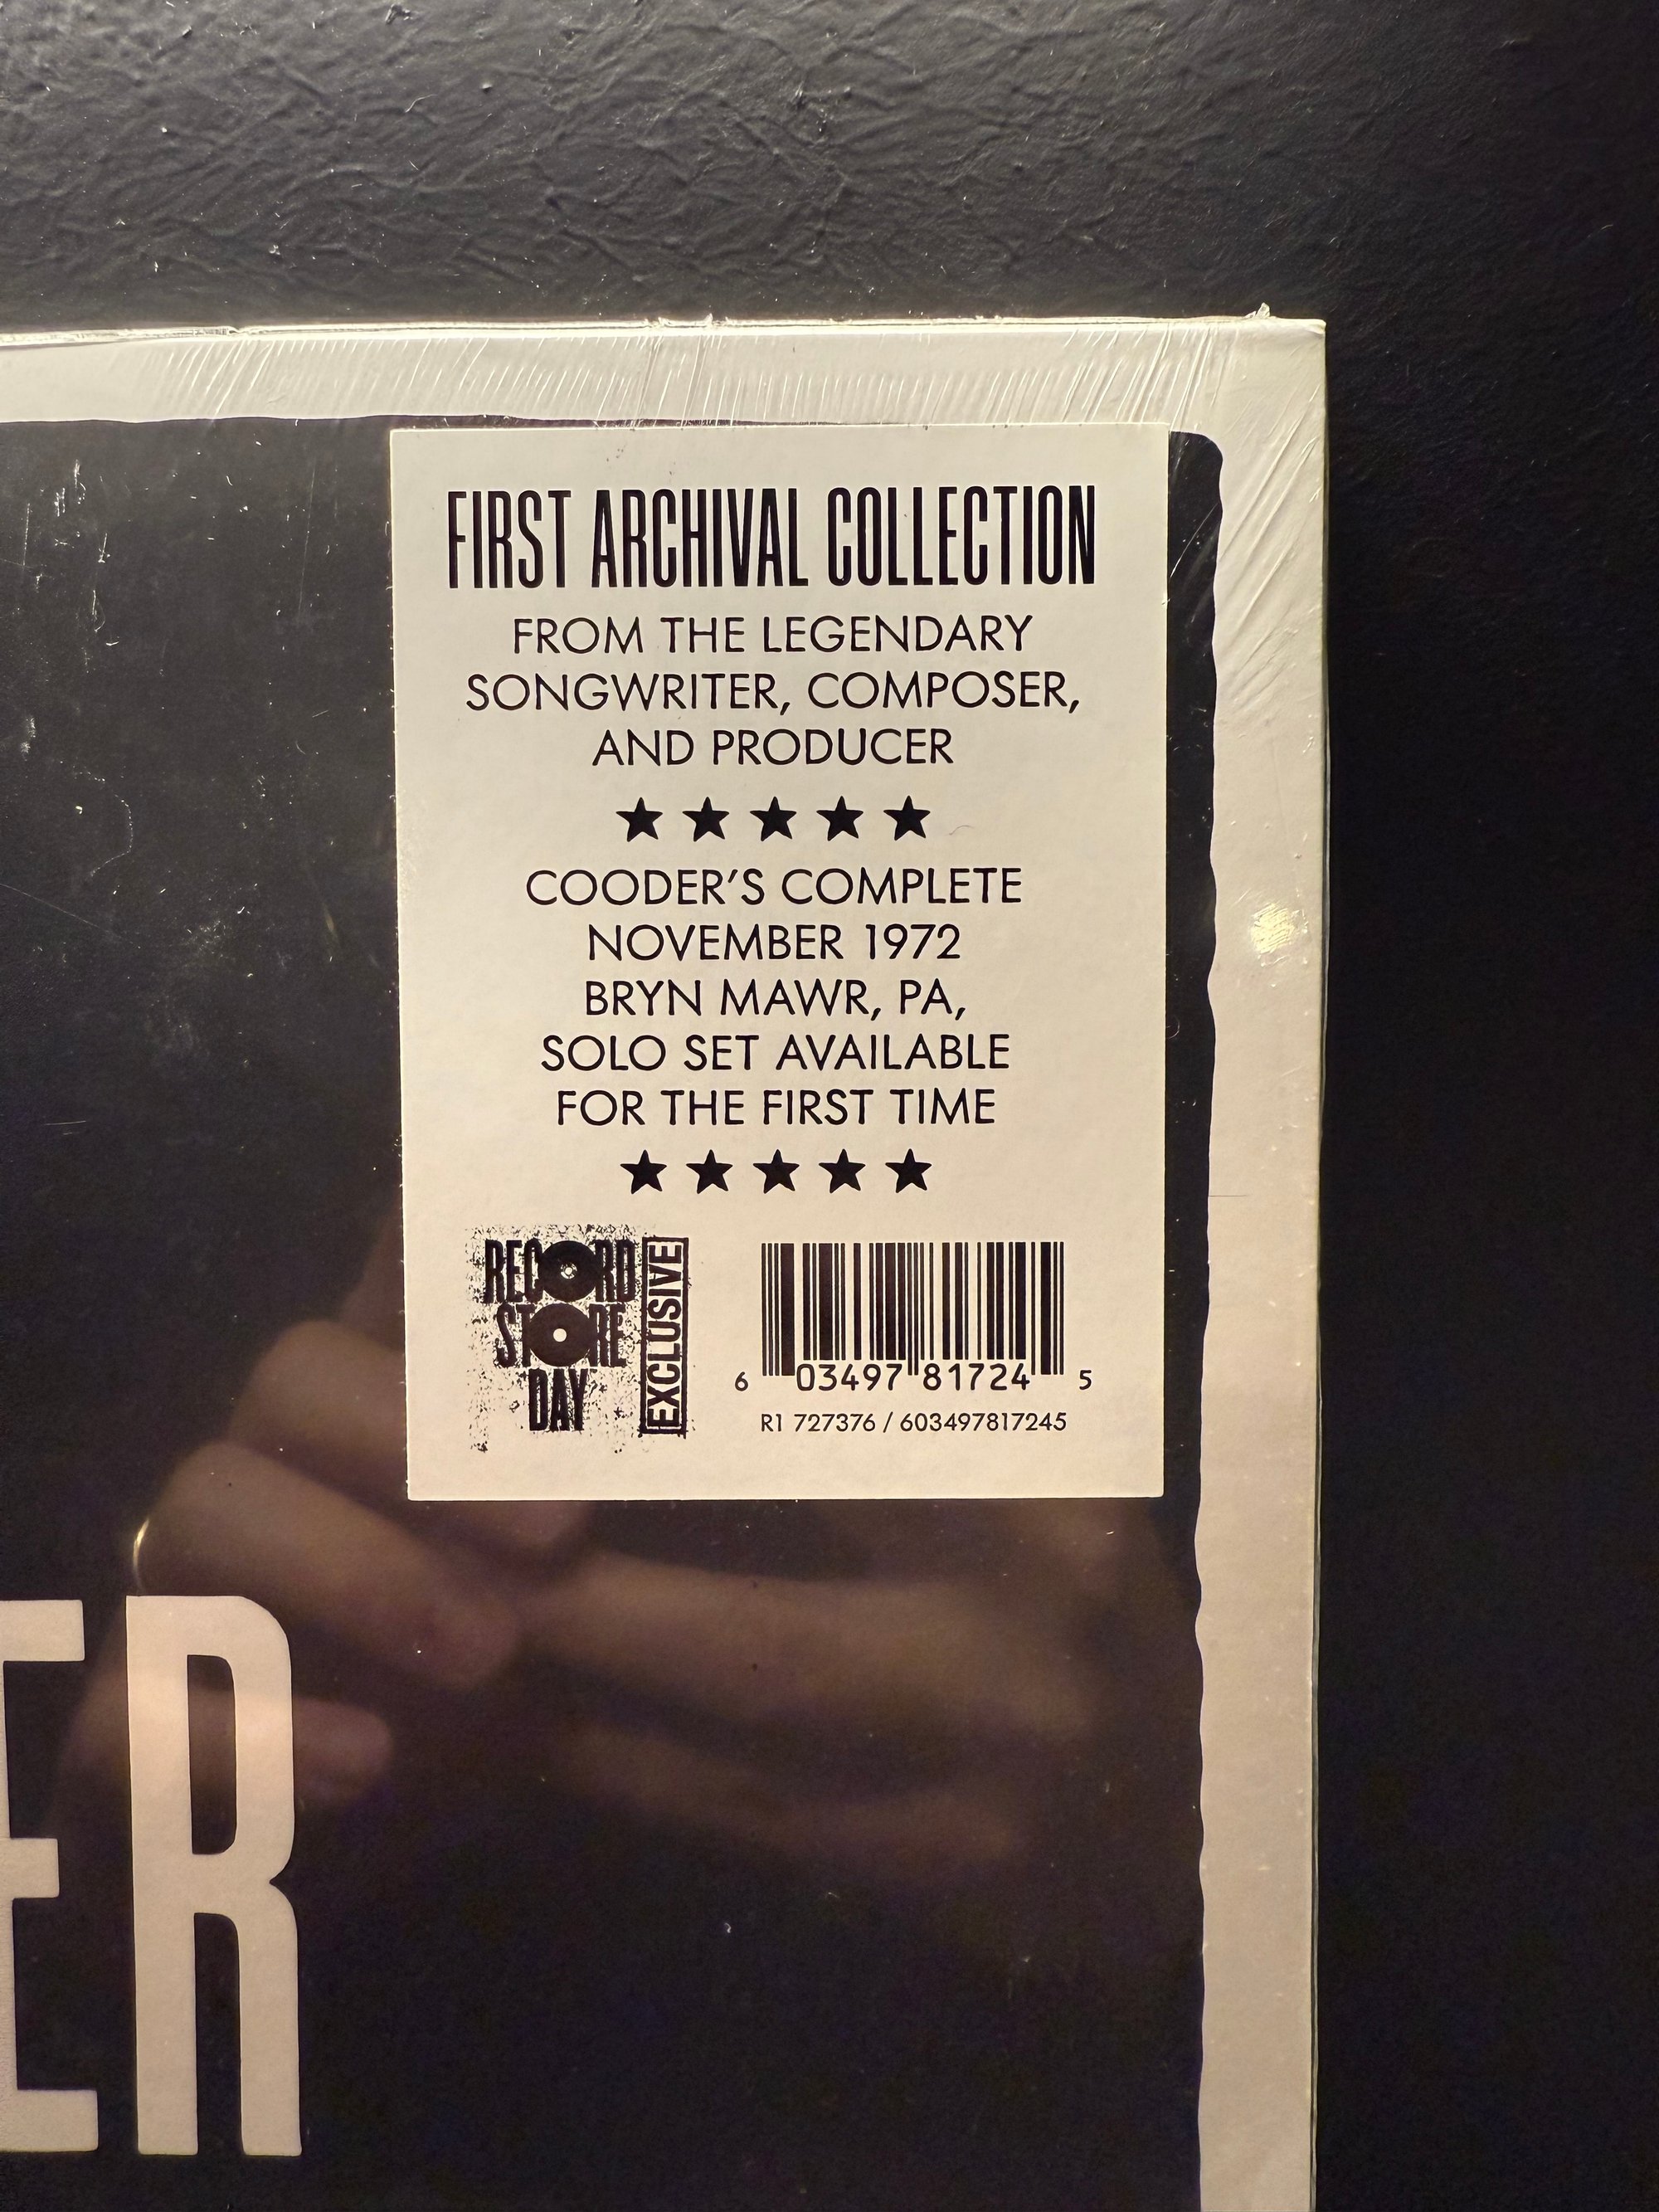 FIRST ARCHIVAL COLLECTION
FROM THE LEGENDARY
SONGWRITER, COMPOSER,
AND PRODUCER
★★★★★
COODER'S COMPLETE
NOVEMBER 1972
BRYN MAWR, PA,
SOLO SET AVAILABLE
FOR THE FIRST TIME
★★★★★
RECORD
STORE
DAY
EXCLUSIVE
6 03497 81724 5
R1 727376 / 603497817245
ER